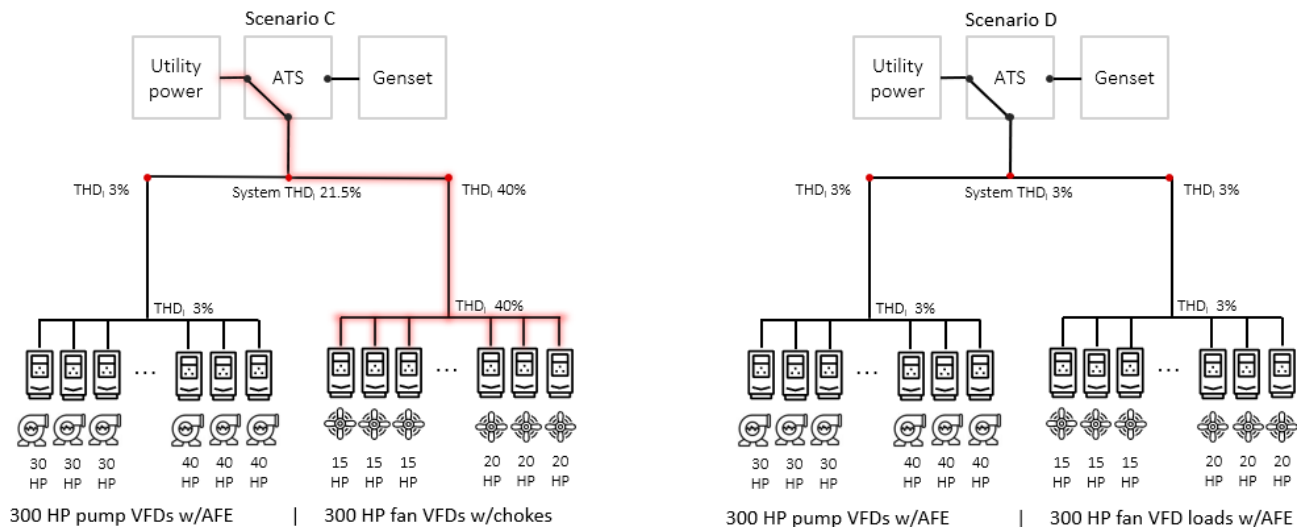 Scenario C
Utility power
ATS
Genset
THDI 3%
System THDI 21.5%
THDI 40%
THDI 3%
THDI 40%
... ...
30 HP 30 HP 30 HP 40 HP 40 HP 40 HP 15 HP 15 HP 15 HP 20 HP 20 HP 20 HP
300 HP pump VFDs w/AFE | 300 HP fan VFDs w/chokes
Scenario D
Utility power
ATS
Genset
THDI 3%
System THDI 3%
THDI 3%
THDI 3%
THDI 3%
... ...
30 HP 30 HP 30 HP 40 HP 40 HP 40 HP 15 HP 15 HP 15 HP 20 HP 20 HP 20 HP
300 HP pump VFDs w/AFE | 300 HP fan VFD loads w/AFE